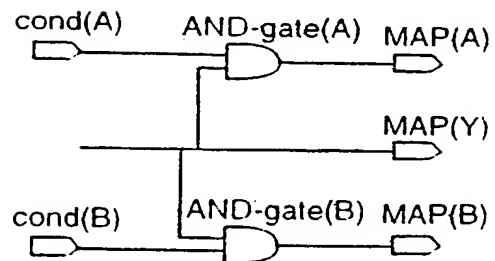 cond(A) AND-gate(A) MAP(A)
MAP(Y)
cond(B) AND-gate(B) MAP(B)